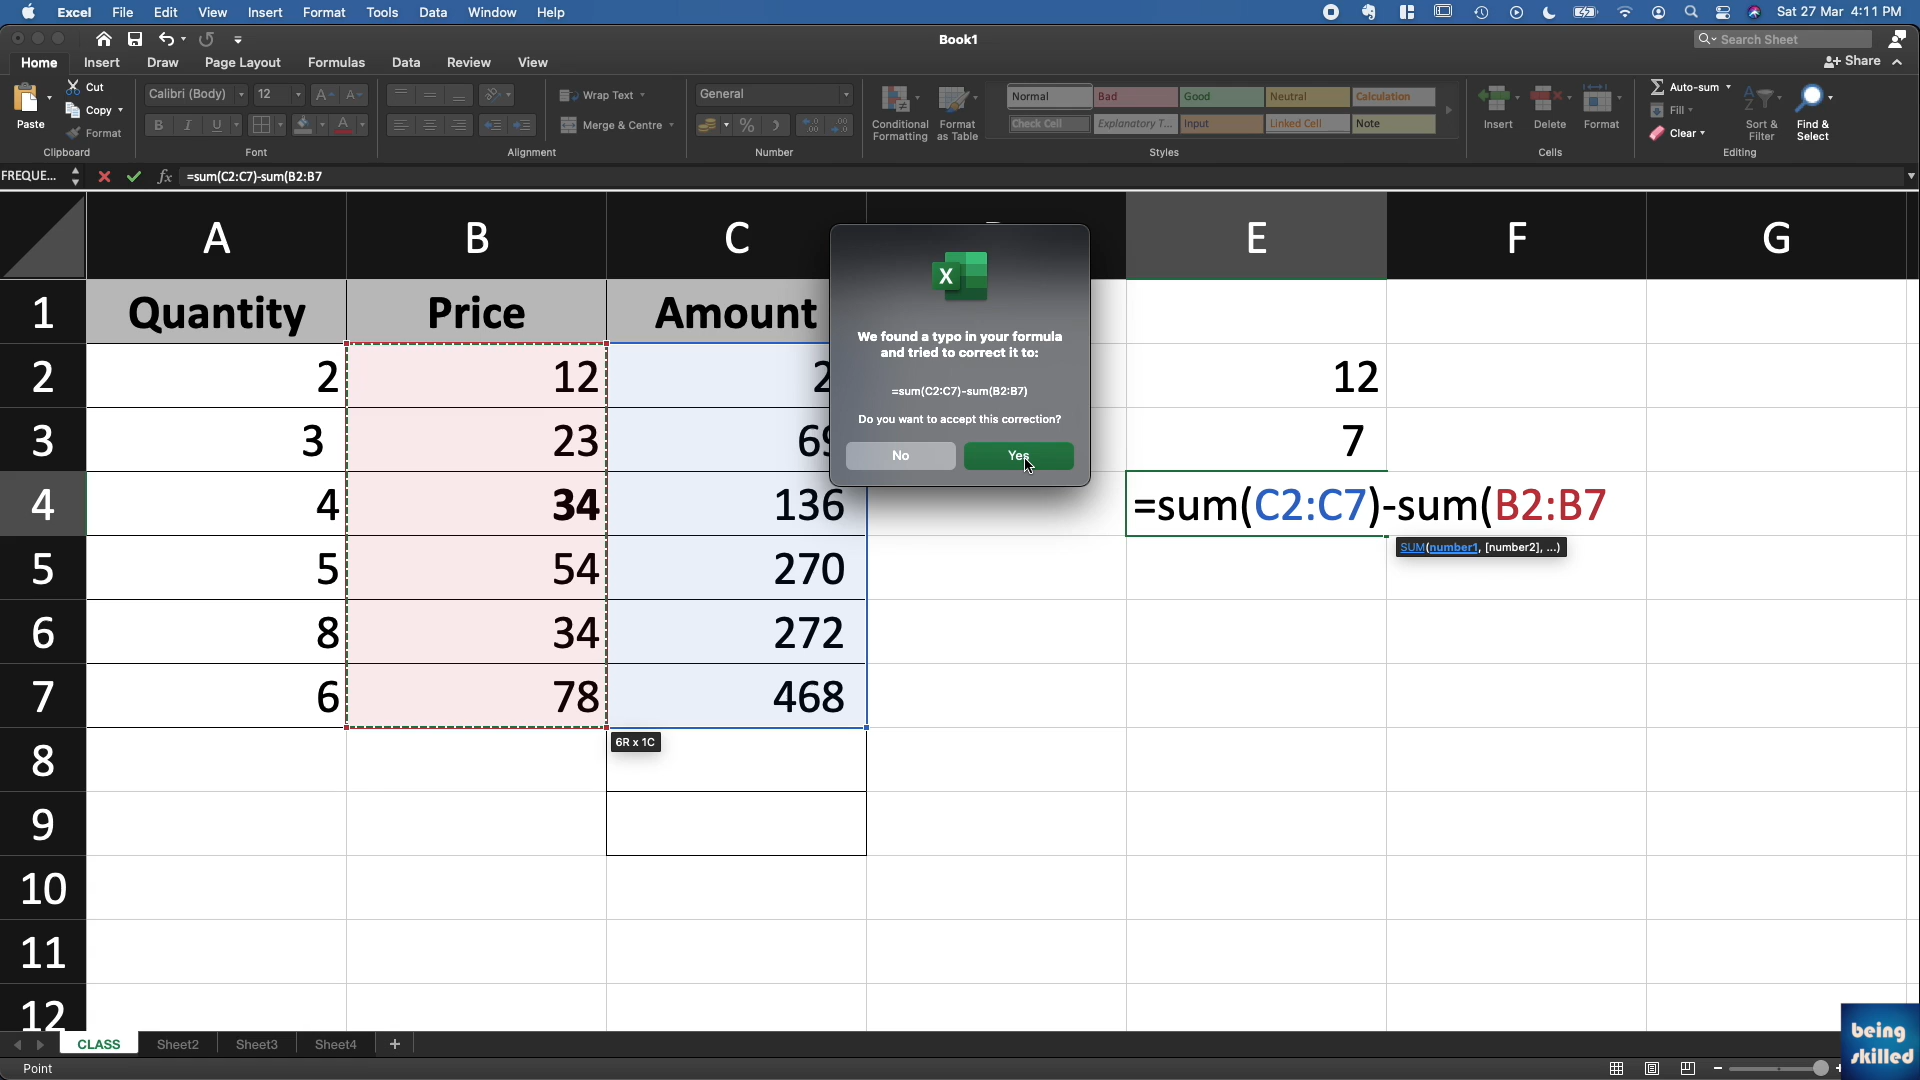 Excel File Edit View Insert Format Tools Data Window Help Sat 27 Mar 4:11 PM
Book1
Search Sheet
Home Insert Draw Page Layout Formulas Data Review View
Share
Paste
Cut
Copy
Format
Clipboard
Calibri (Body) 12 A A
B I U A
Font
Wrap Text
Merge & Centre
Alignment
General
%
Number
Conditional Formatting
Format as Table
Normal Bad Good Neutral Calculation
Check Cell Explanatory T... Input Linked Cell Note
Styles
Insert Delete Format
Cells
Auto-sum
Fill
Clear
Sort & Filter
Find & Select
Editing
FREQUE... fx =sum(C2:C7)-sum(B2:B7
A B C E F G
1 Quantity Price Amount
2 2 12 2 12
3 3 23 69 7
4 4 34 136 =sum(C2:C7)-sum(B2:B7
5 5 54 270
6 8 34 272
7 6 78 468
8
9
10
11
12
X
We found a typo in your formula
and tried to correct it to:
=sum(C2:C7)-sum(B2:B7)
Do you want to accept this correction?
No Yes
SUM(number1, [number2], ...)
6R x 1C
CLASS Sheet2 Sheet3 Sheet4 +
Point
being
skilled